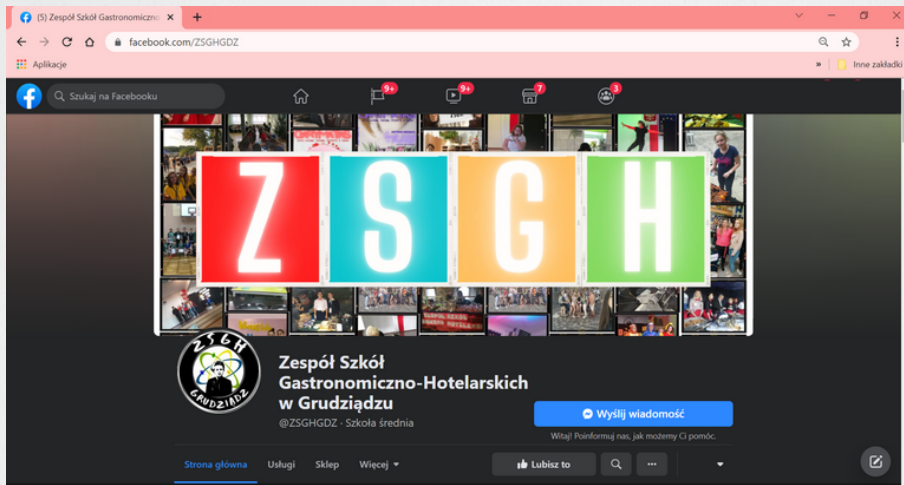 (5) Zespół Szkół Gastronomiczno
facebook.com/ZSGHGDZ
Aplikacje
»
Inne zakładki
Szukaj na Facebooku
9+
9+
7
3
Z S G H
ZSGH
GRUDZIĄDZ
Zespół Szkół
Gastronomiczno-Hotelarskich
w Grudziądzu
@ZSGHGDZ · Szkoła średnia
Wyślij wiadomość
Witaj! Poinformuj nas, jak możemy Ci pomóc.
Strona główna Usługi Sklep Więcej
Lubisz to